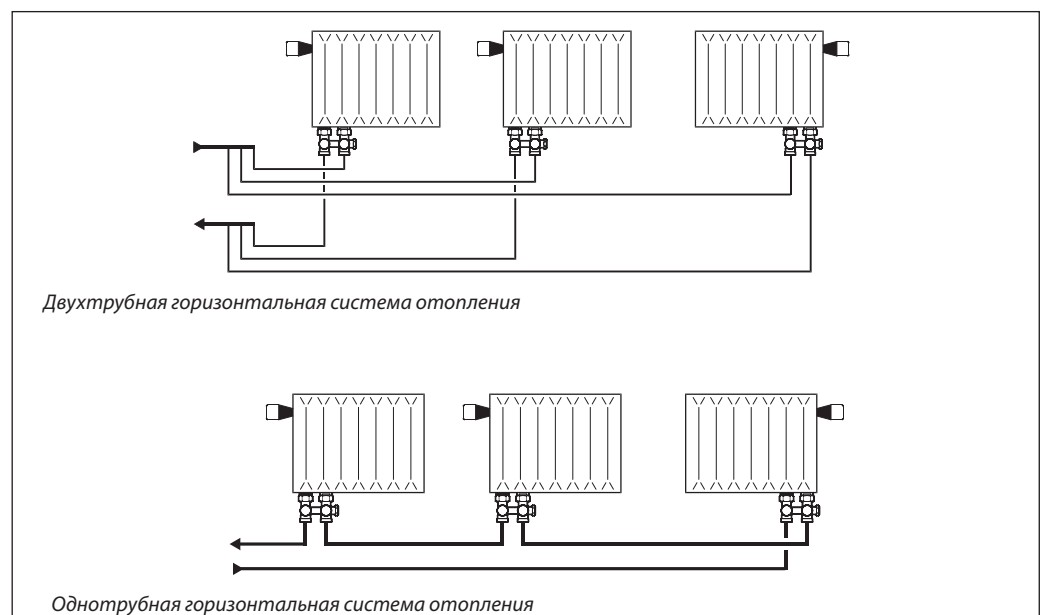 Двухтрубная горизонтальная система отопления
Однотрубная горизонтальная система отопления